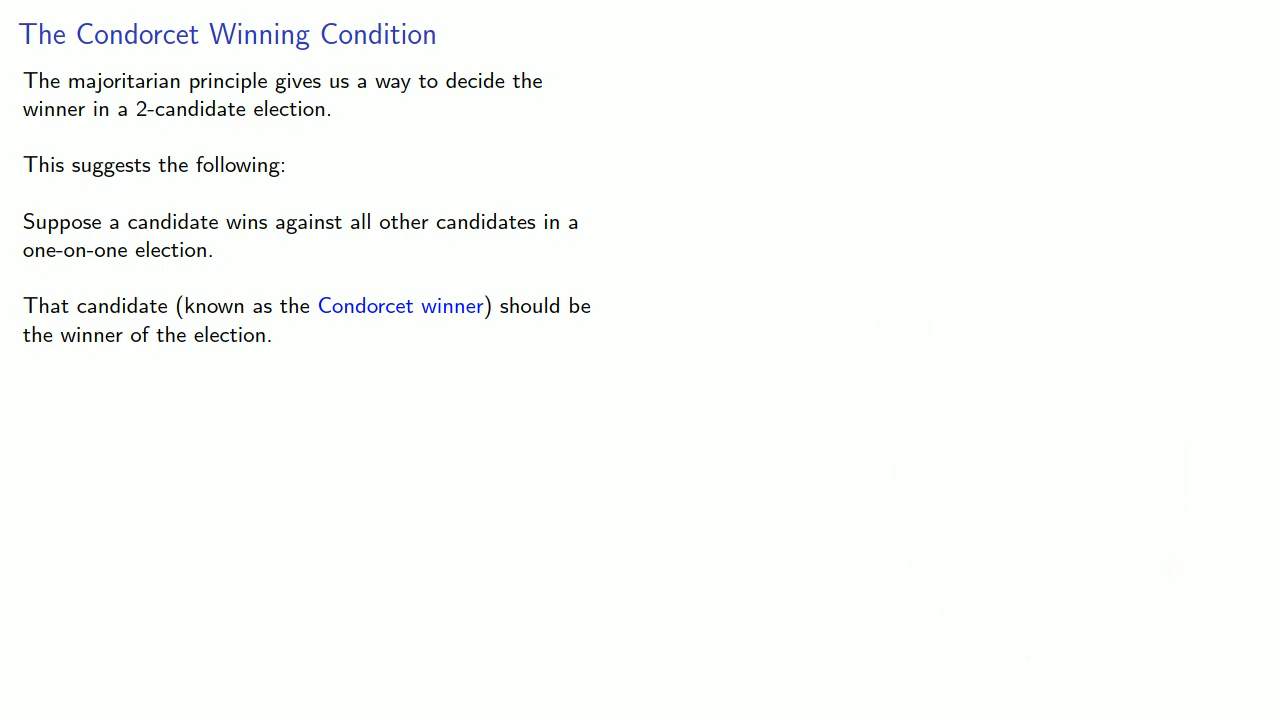 The Condorcet Winning Condition
The majoritarian principle gives us a way to decide the
winner in a 2-candidate election.
This suggests the following:
Suppose a candidate wins against all other candidates in a
one-on-one election.
That candidate (known as the Condorcet winner) should be
the winner of the election.